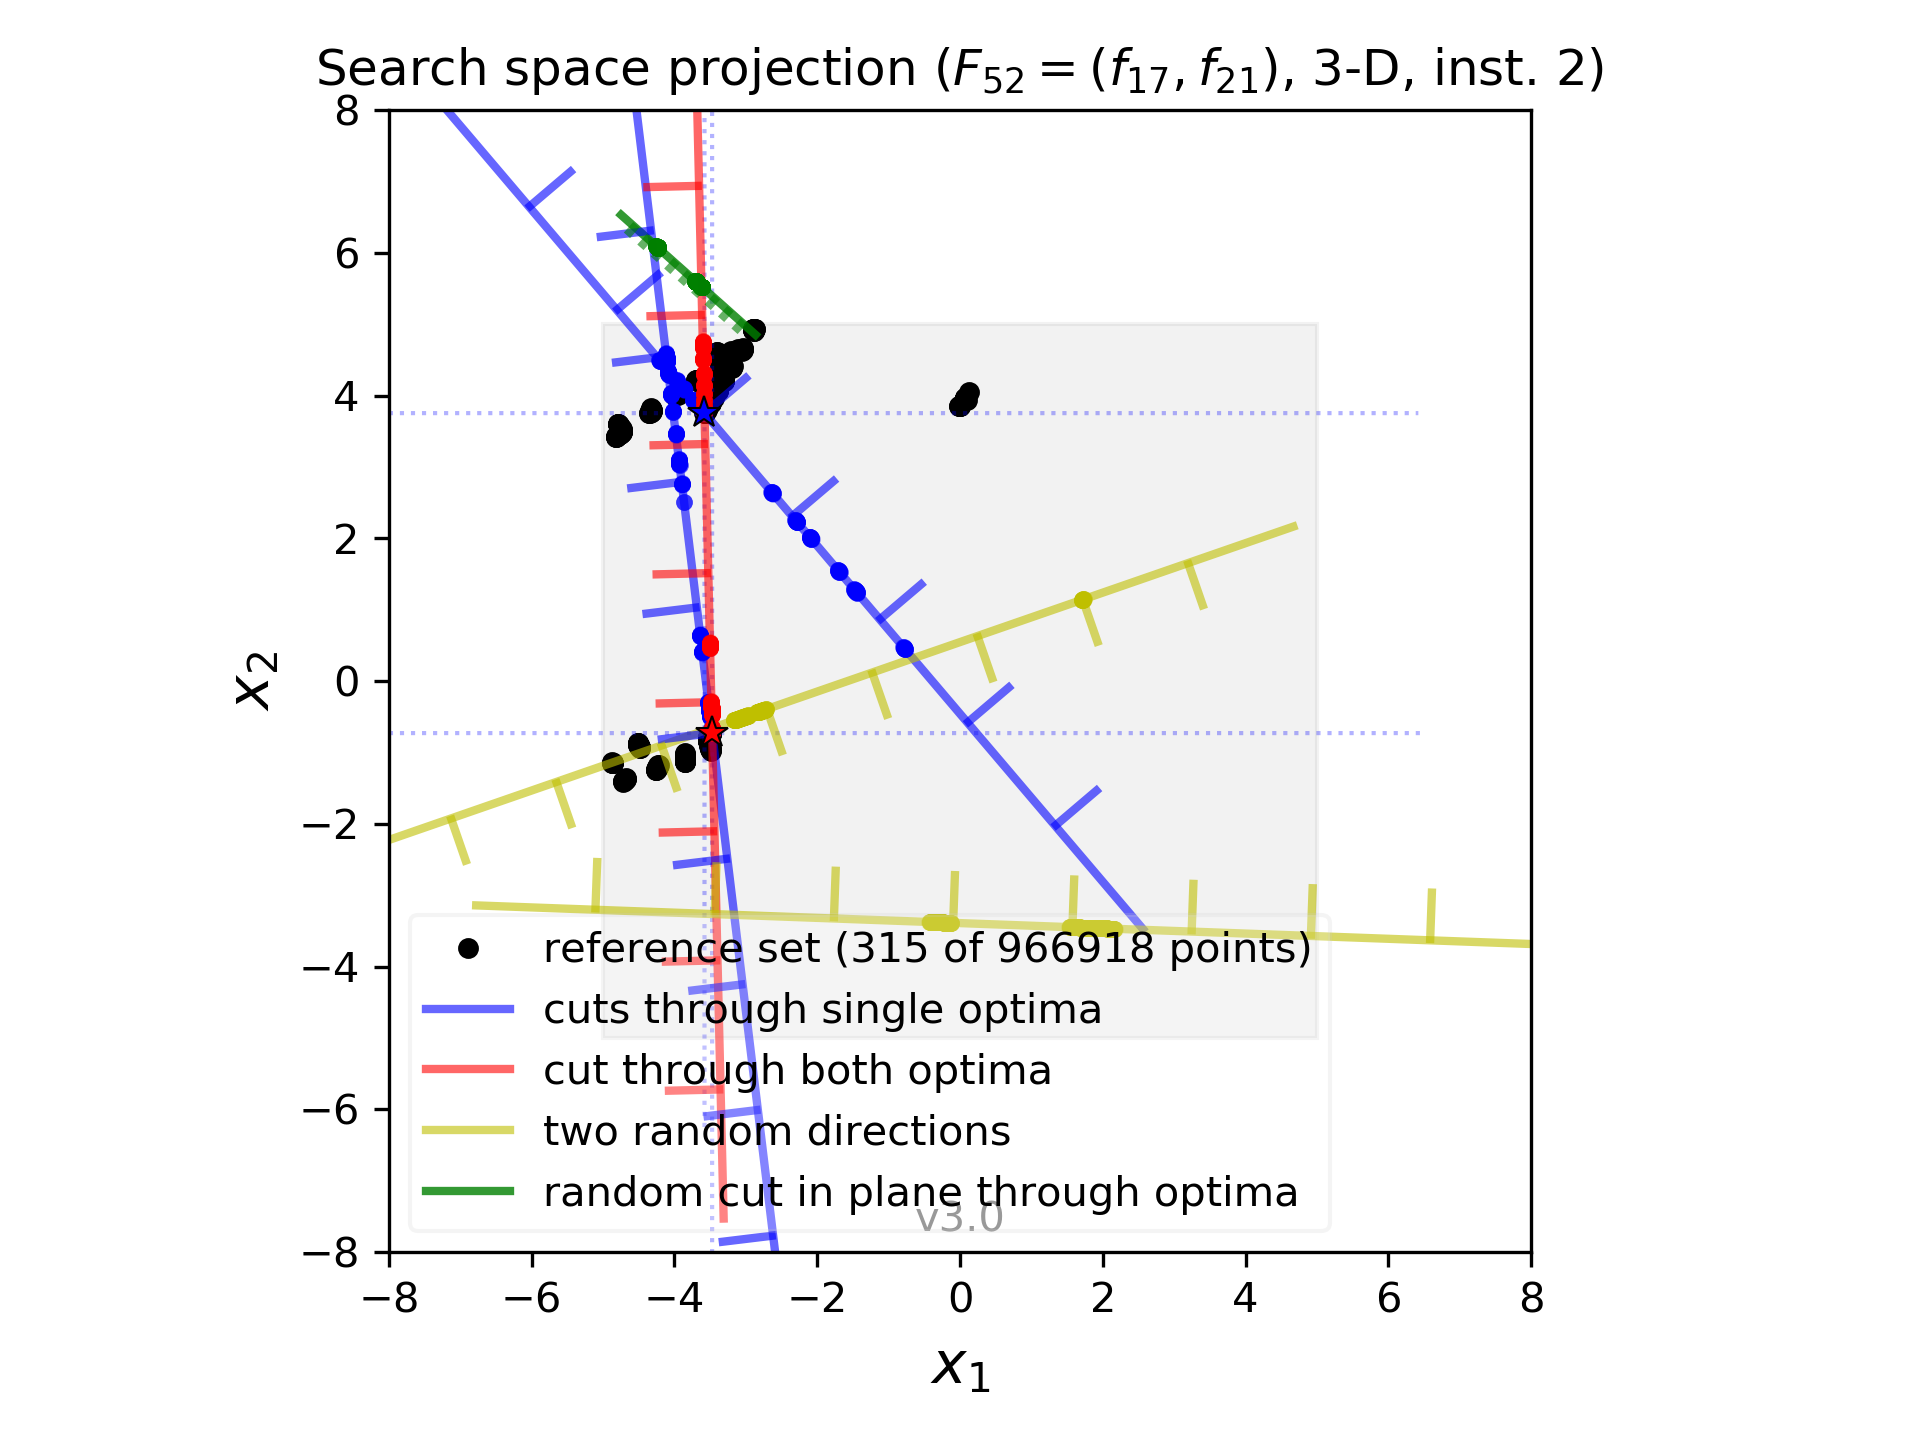 Search space projection (F52 = (f17, f21), 3-D, inst. 2)
8
6
4
2
0
−2
−4
−6
−8
x2
reference set (315 of 966918 points)
cuts through single optima
cut through both optima
two random directions
random cut in plane through optima
v3.0
−8 −6 −4 −2 0 2 4 6 8
x1